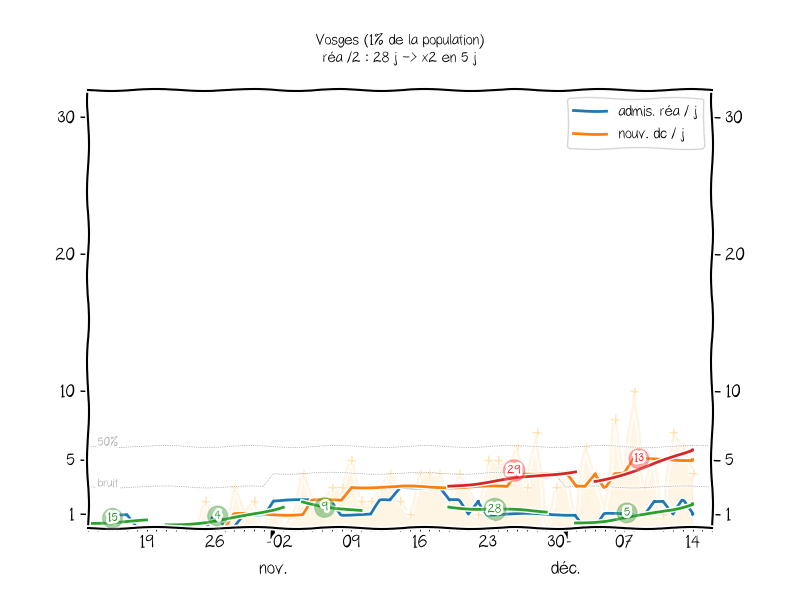 Vosges (1% de la population)
réa /2 : 28 j -> x2 en 5 j
admis. réa / j
nouv. dc / j
30 30
20 20
10 10
50%
5 5
bruit
1 1
29 13
15 4 9 28 5
19 26 02 09 16 23 30 07 14
nov. déc.